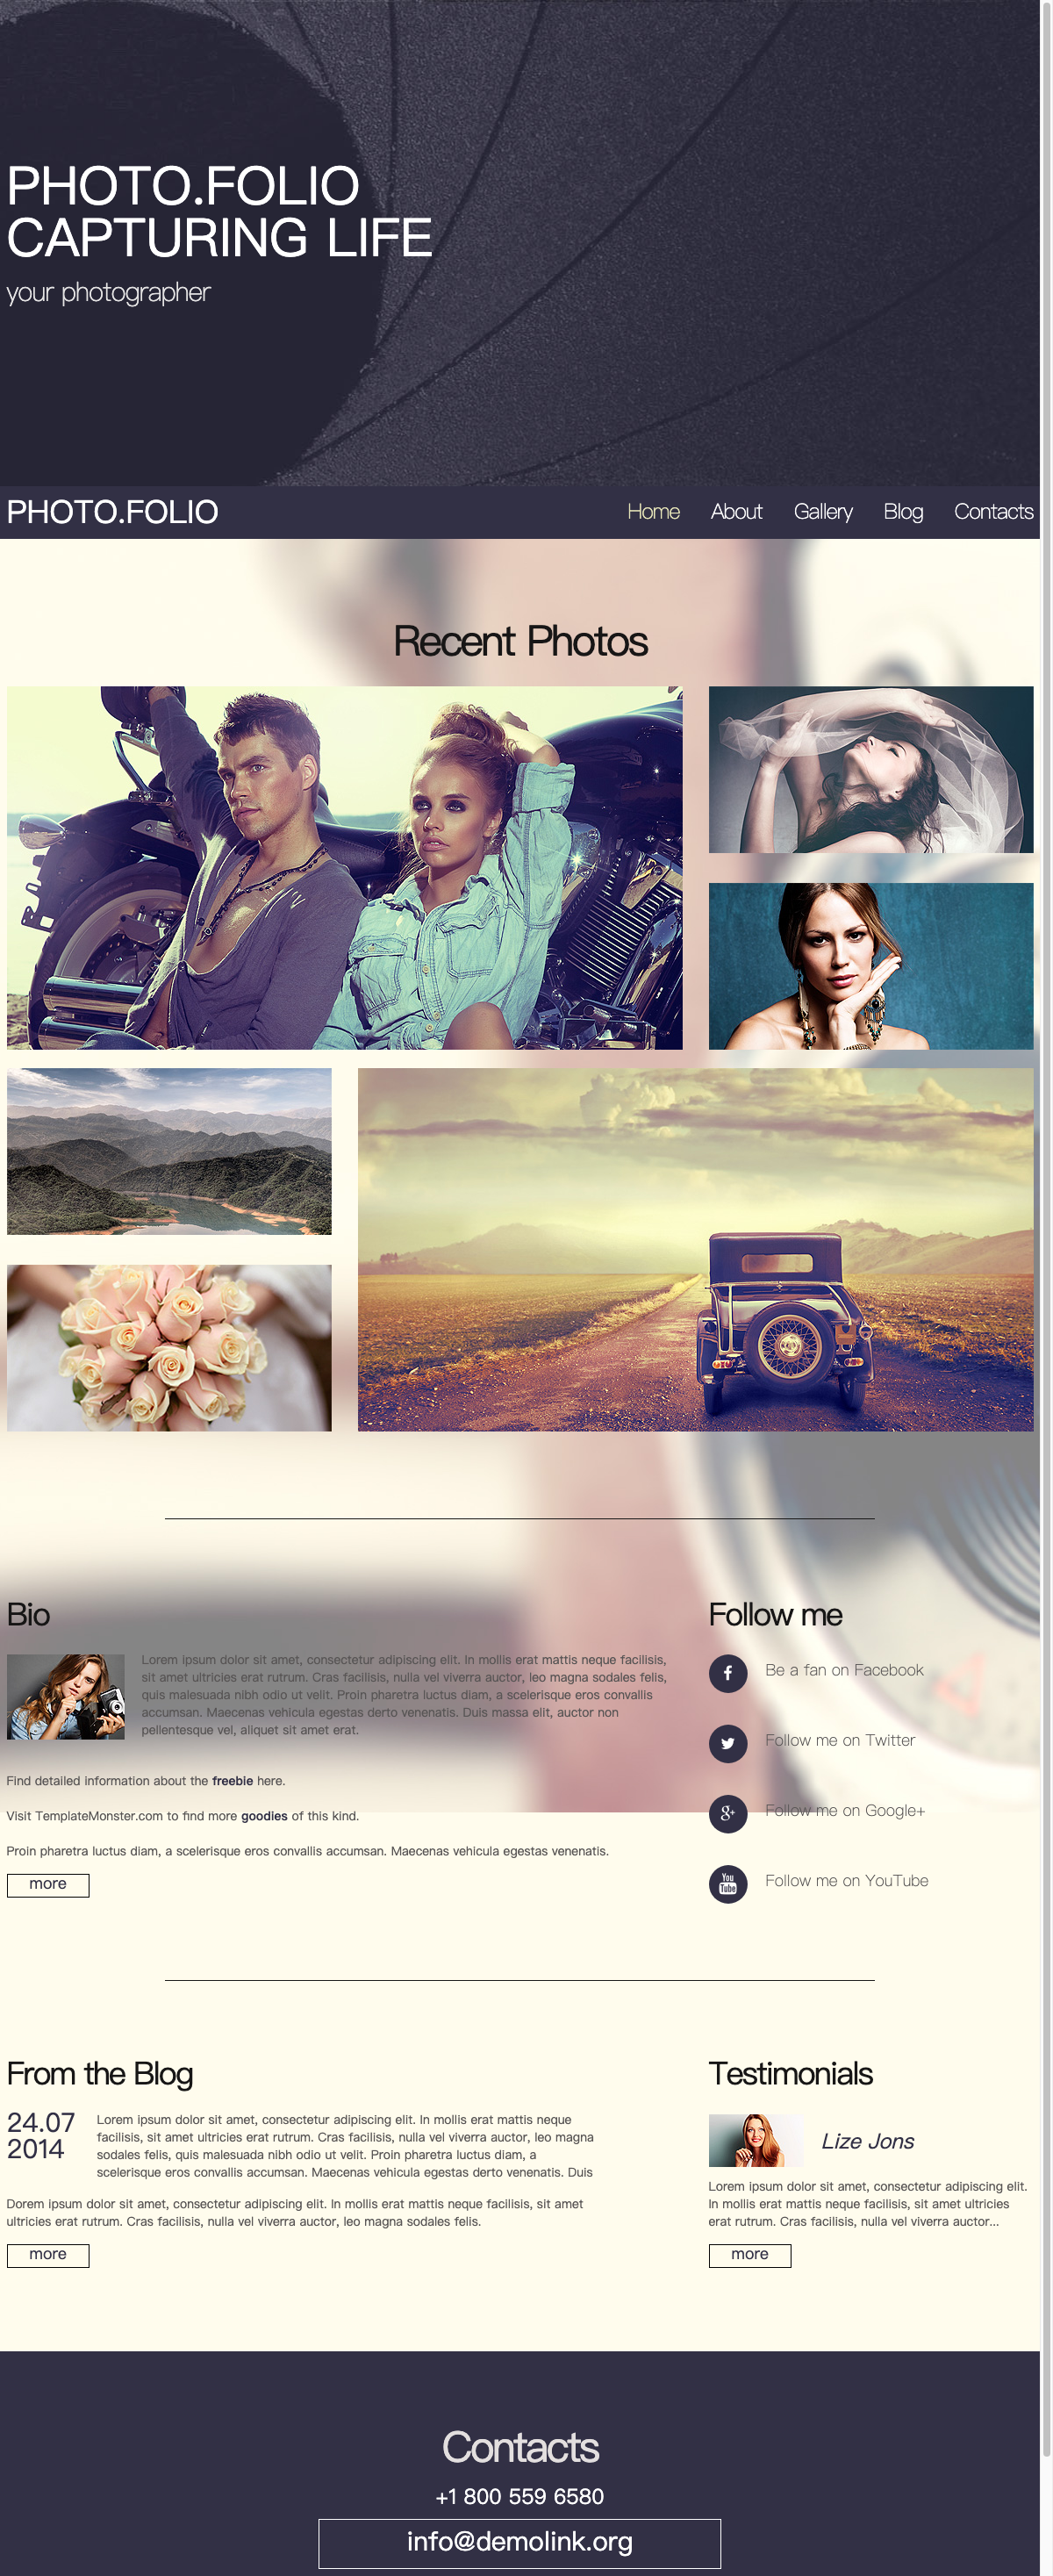 PHOTO.FOLIO
CAPTURING LIFE
your photographer
PHOTO.FOLIO
Home About Gallery Blog Contacts
Recent Photos
Bio
Lorem ipsum dolor sit amet, consectetur adipiscing elit. In mollis erat mattis neque facilisis,
sit amet ultricies erat rutrum. Cras facilisis, nulla vel viverra auctor, leo magna sodales felis,
quis malesuada nibh odio ut velit. Proin pharetra luctus diam, a scelerisque eros convallis
accumsan. Maecenas vehicula egestas derto venenatis. Duis massa elit, auctor non
pellentesque vel, aliquet sit amet erat.
Find detailed information about the freebie here.
Visit TemplateMonster.com to find more goodies of this kind.
Proin pharetra luctus diam, a scelerisque eros convallis accumsan. Maecenas vehicula egestas venenatis.
more
Follow me
Be a fan on Facebook
Follow me on Twitter
Follow me on Google+
You
Tube
Follow me on YouTube
From the Blog
24.07
2014
Lorem ipsum dolor sit amet, consectetur adipiscing elit. In mollis erat mattis neque
facilisis, sit amet ultricies erat rutrum. Cras facilisis, nulla vel viverra auctor, leo magna
sodales felis, quis malesuada nibh odio ut velit. Proin pharetra luctus diam, a
scelerisque eros convallis accumsan. Maecenas vehicula egestas derto venenatis. Duis
Dorem ipsum dolor sit amet, consectetur adipiscing elit. In mollis erat mattis neque facilisis, sit amet
ultricies erat rutrum. Cras facilisis, nulla vel viverra auctor, leo magna sodales felis.
more
Testimonials
Lize Jons
Lorem ipsum dolor sit amet, consectetur adipiscing elit.
In mollis erat mattis neque facilisis, sit amet ultricies
erat rutrum. Cras facilisis, nulla vel viverra auctor...
more
Contacts
+1 800 559 6580
info@demolink.org